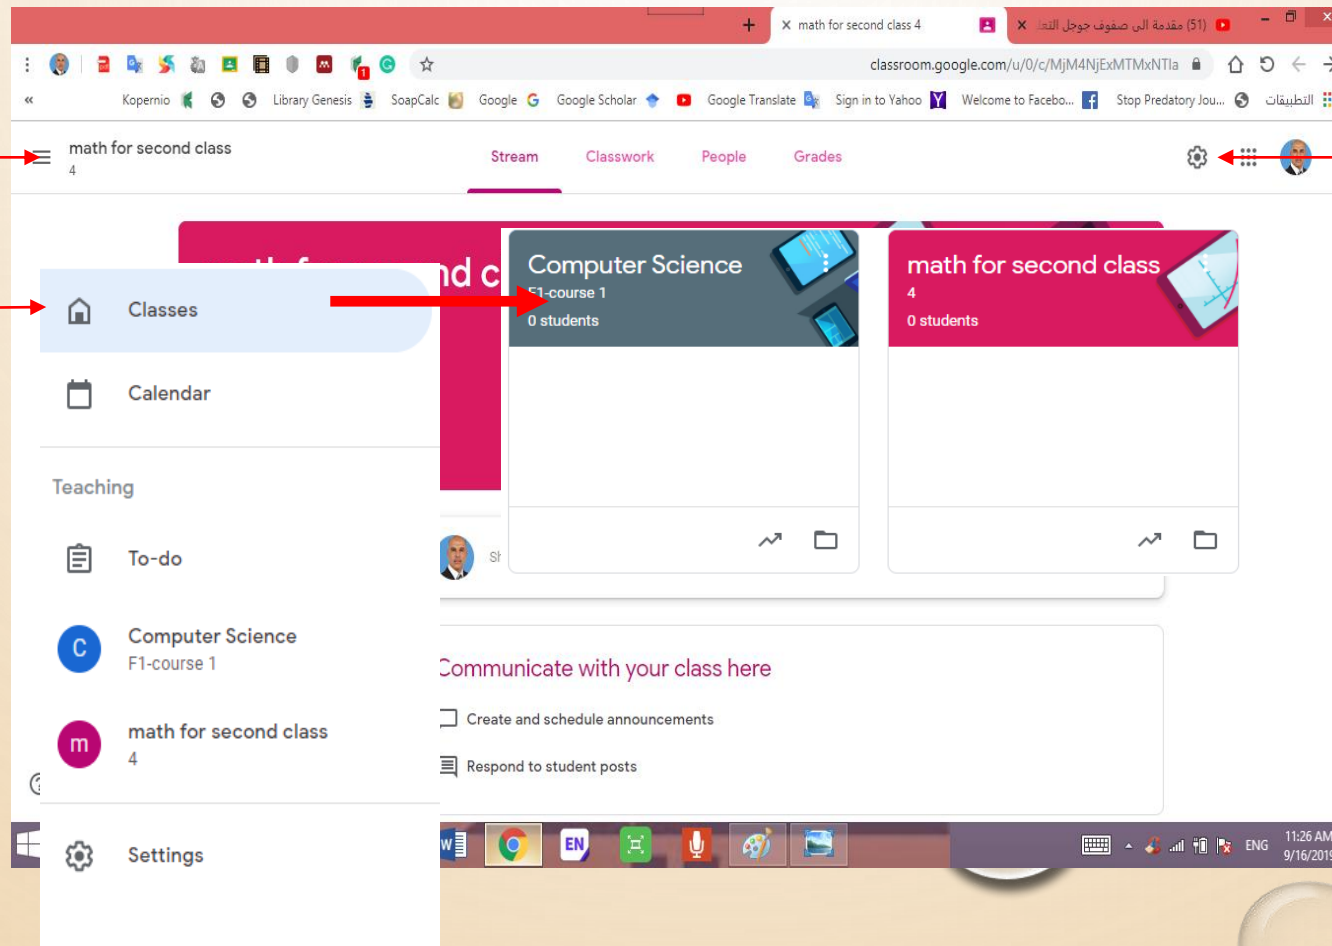 math for second class 4
(51) مقدمة الى صفوف جوجل التعا
classroom.google.com/u/0/c/MjM4NjExMTMxNTIa
Kopernio
Library Genesis
SoapCalc
Google
Google Scholar
Google Translate
Sign in to Yahoo
Welcome to Facebo...
Stop Predatory Jou...
التطبيقات
math for second class
4
Stream
Classwork
People
Grades
nd c
Computer Science
F1-course 1
0 students
math for second class
4
0 students
Classes
Calendar
Teaching
To-do
Sh
C
Computer Science
F1-course 1
m
math for second class
4
Settings
Communicate with your class here
Create and schedule announcements
Respond to student posts
EN
ENG
11:26 AM
9/16/2019